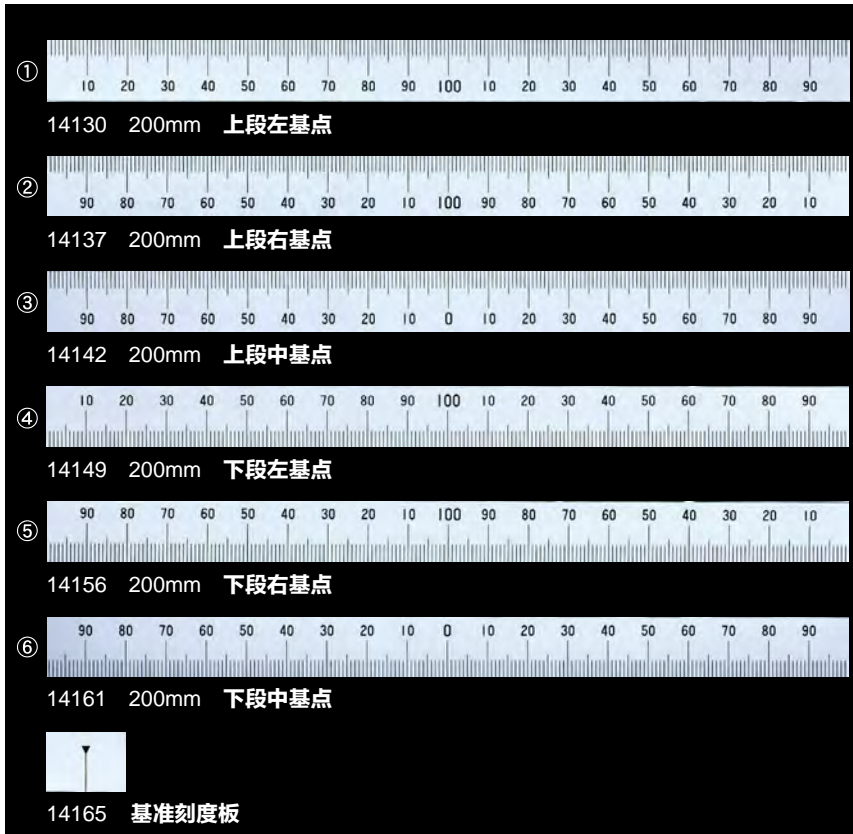 ①
10 20 30 40 50 60 70 80 90 100 10 20 30 40 50 60 70 80 90
14130 200mm 上段左基点
②
90 80 70 60 50 40 30 20 10 100 90 80 70 60 50 40 30 20 10
14137 200mm 上段右基点
③
90 80 70 60 50 40 30 20 10 0 10 20 30 40 50 60 70 80 90
14142 200mm 上段中基点
④
10 20 30 40 50 60 70 80 90 100 10 20 30 40 50 60 70 80 90
14149 200mm 下段左基点
⑤
90 80 70 60 50 40 30 20 10 100 90 80 70 60 50 40 30 20 10
14156 200mm 下段右基点
⑥
90 80 70 60 50 40 30 20 10 0 10 20 30 40 50 60 70 80 90
14161 200mm 下段中基点
14165 基准刻度板